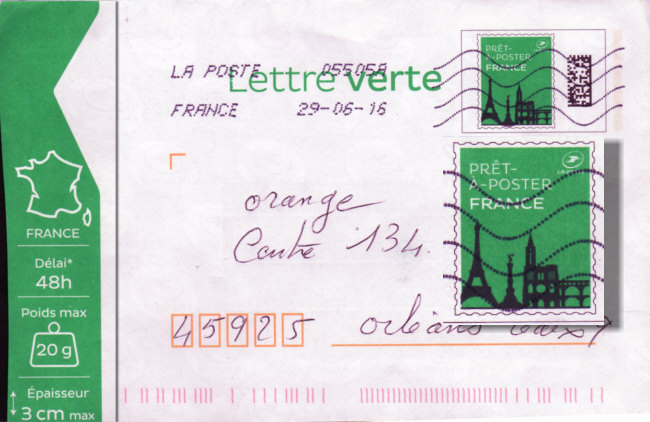 LA POSTE 055058
Lettre verte
FRANCE 29-06-16
PRÊT-
À-POSTER
FRANCE
PRÊT-
À-POSTER
FRANCE
orange
Centre 134.
45925 orléans
FRANCE
Délai*
48h
Poids max
20 g
Épaisseur
3 cm max